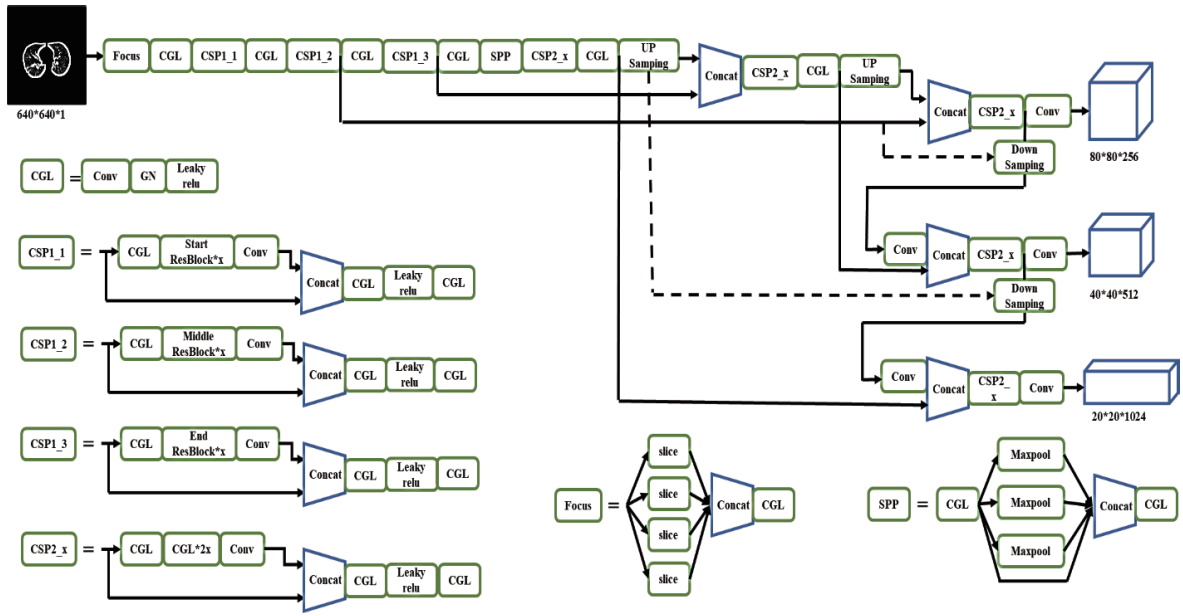 640*640*1
Focus
CGL
CSP1_1
CGL
CSP1_2
CGL
CSP1_3
CGL
SPP
CSP2_x
CGL
UP
Samping
Concat
CSP2_x
CGL
UP
Samping
Concat
CSP2_x
Conv
80*80*256
Down
Samping
CGL
=
Conv
GN
Leaky
relu
CSP1_1
=
CGL
Start
ResBlock*x
Conv
Concat
CGL
Leaky
relu
CGL
Conv
Concat
CSP2_x
Conv
40*40*512
Down
Samping
CSP1_2
=
CGL
Middle
ResBlock*x
Conv
Concat
CGL
Leaky
relu
CGL
Conv
Concat
CSP2_
x
Conv
20*20*1024
CSP1_3
=
CGL
End
ResBlock*x
Conv
Concat
CGL
Leaky
relu
CGL
CSP2_x
=
CGL
CGL*2x
Conv
Concat
CGL
Leaky
relu
CGL
Focus
=
slice
slice
slice
slice
Concat
CGL
SPP
=
CGL
Maxpool
Maxpool
Maxpool
Concat
CGL